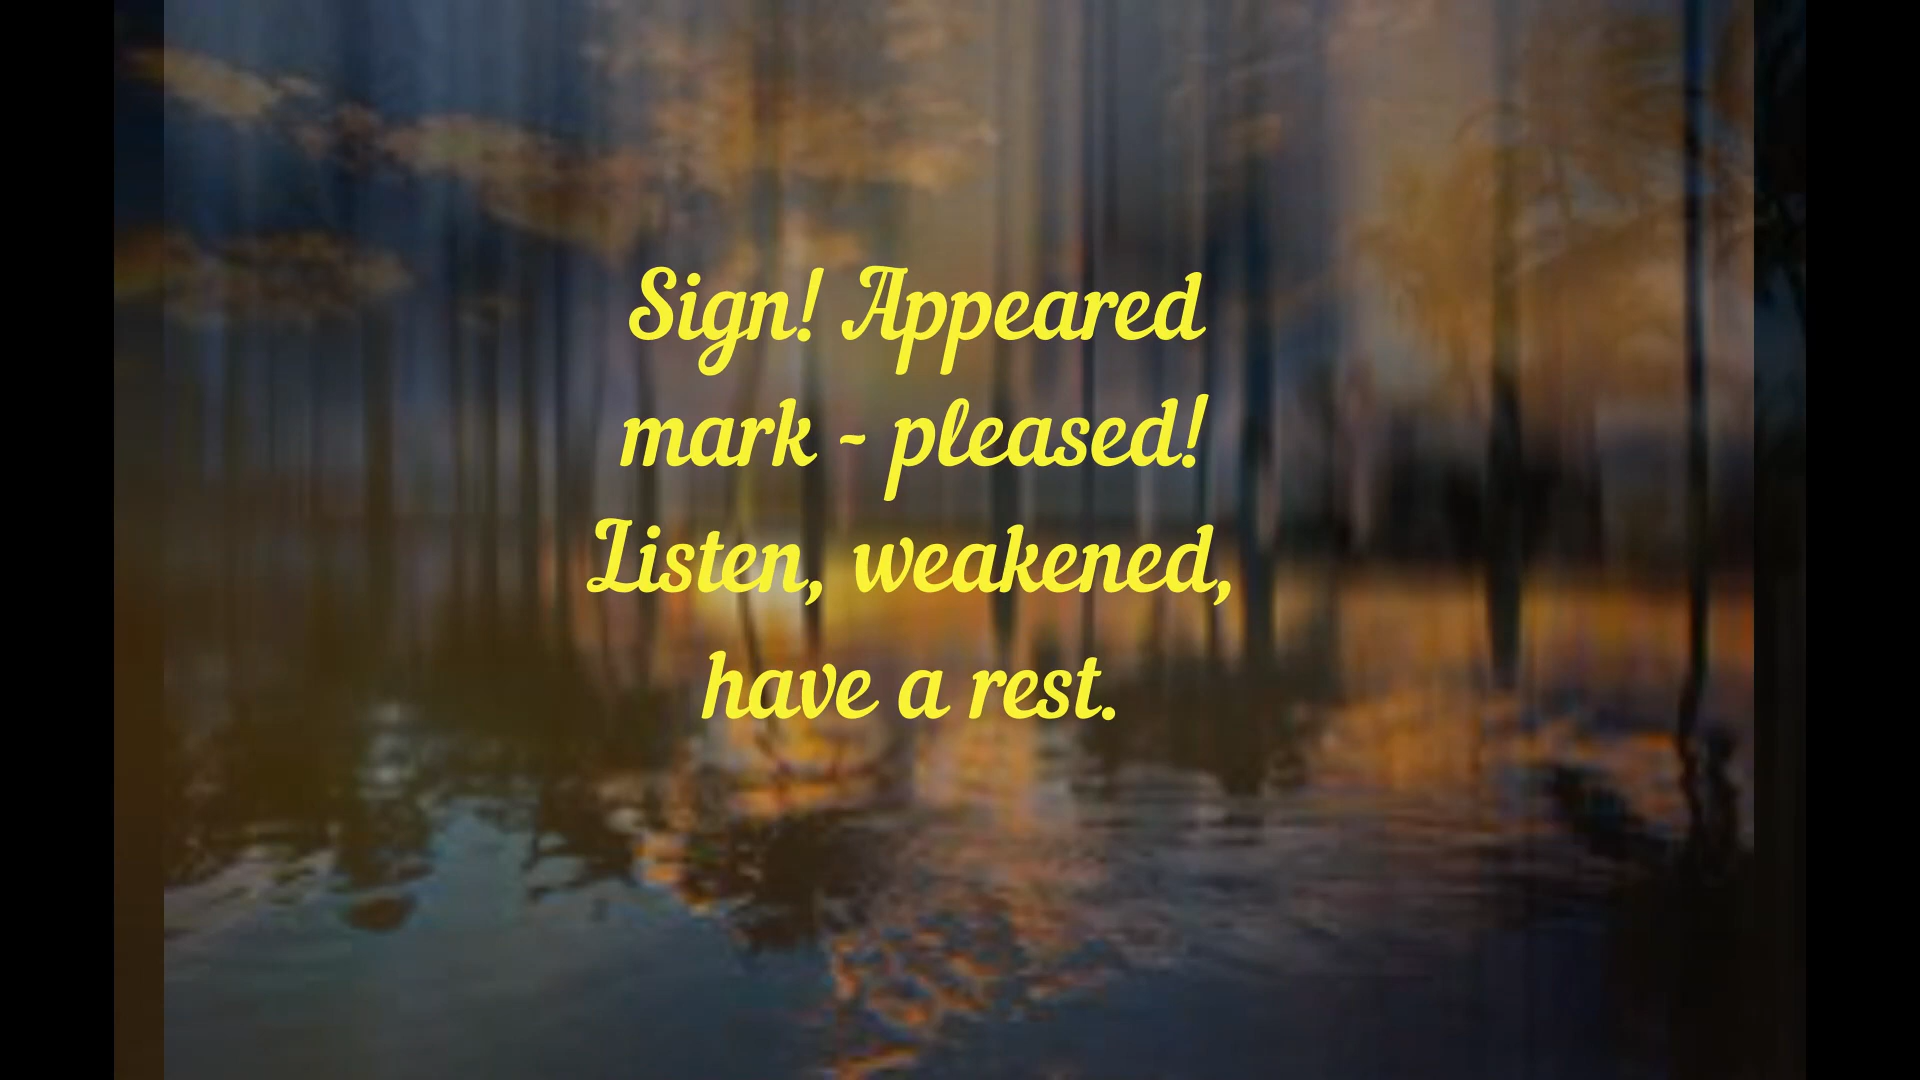 Sign! Appeared
mark - pleased!
Listen, weakened,
have a rest.